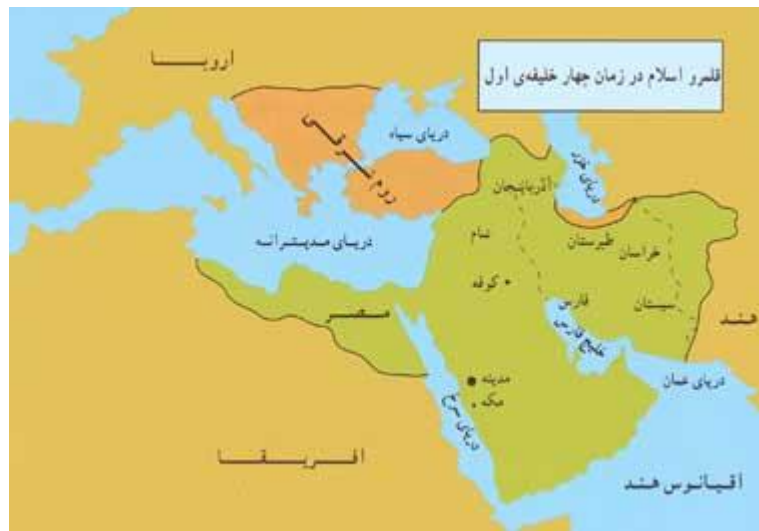 قلمرو اسلام در زمان چهار خلیفه‌ی اول
اروپا
دریای سیاه
روم شرقی
دریای خزر
آذربایجان
دریای مدیترانه
شام
طبرستان
خراسان
کوفه
فارس
سیستان
مصر
هند
خلیج فارس
مدینه
دریای عمان
مکه
دریای سرخ
افریقا
اقیانوس هند